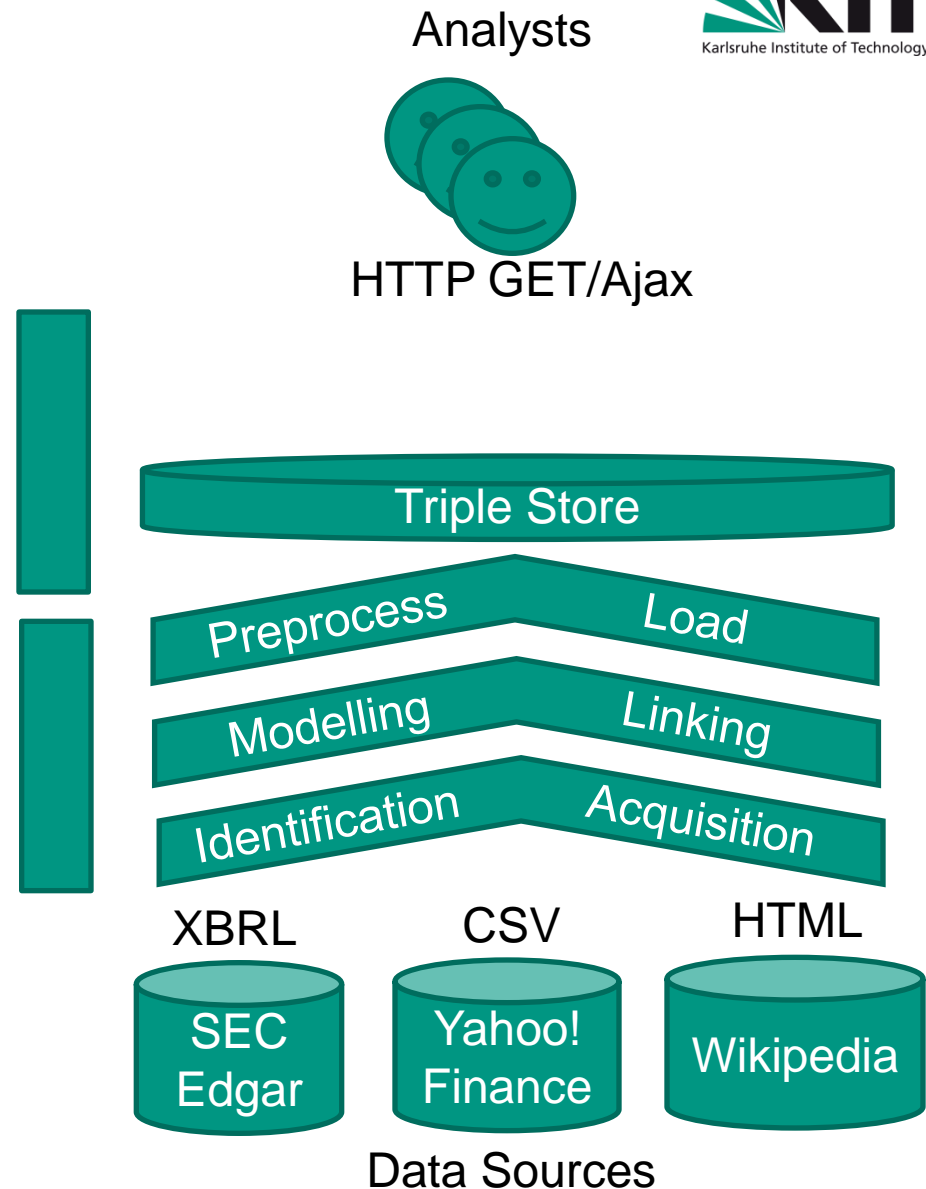 Analysts
KIT
Karlsruhe Institute of Technology
HTTP GET/Ajax
Triple Store
Preprocess Load
Modelling Linking
Identification Acquisition
XBRL CSV HTML
SEC
Edgar
Yahoo!
Finance
Wikipedia
Data Sources